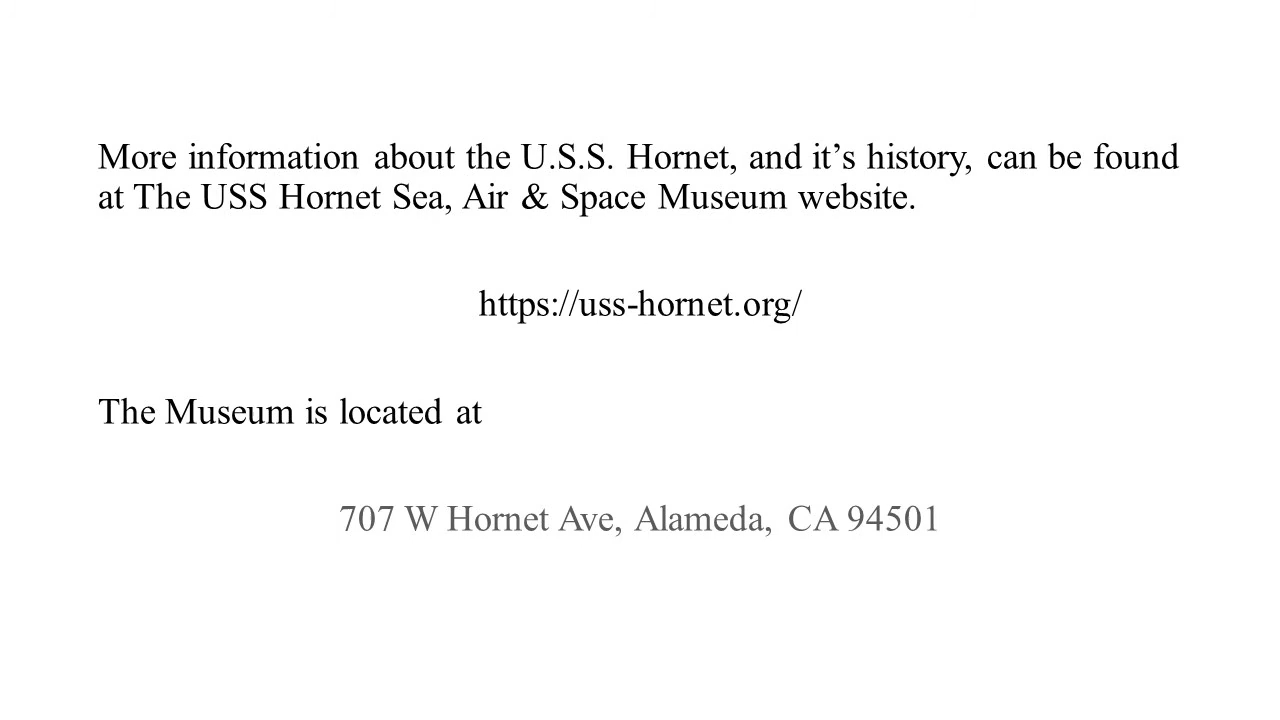 More information about the U.S.S. Hornet, and it’s history, can be found
at The USS Hornet Sea, Air & Space Museum website.
https://uss-hornet.org/
The Museum is located at
707 W Hornet Ave, Alameda, CA 94501